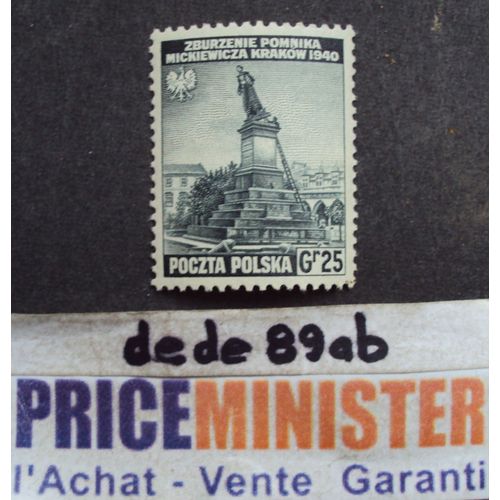 ZBURZENIE POMNIKA
MICKIEWICZA KRAKÓW 1940
POCZTA POLSKA Gr 25
dede 89ab
PRICEMINISTER
l'Achat - Vente Garanti